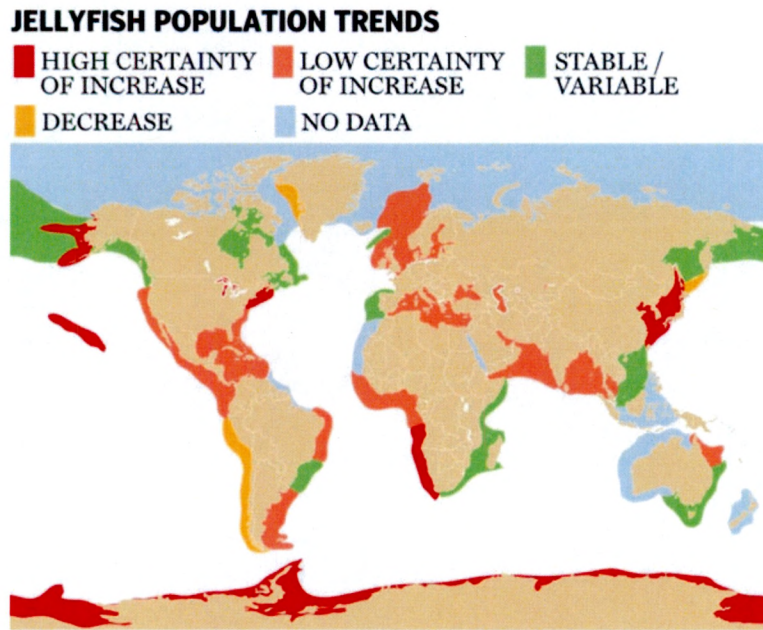 JELLYFISH POPULATION TRENDS
HIGH CERTAINTY
OF INCREASE
LOW CERTAINTY
OF INCREASE
STABLE /
VARIABLE
DECREASE
NO DATA